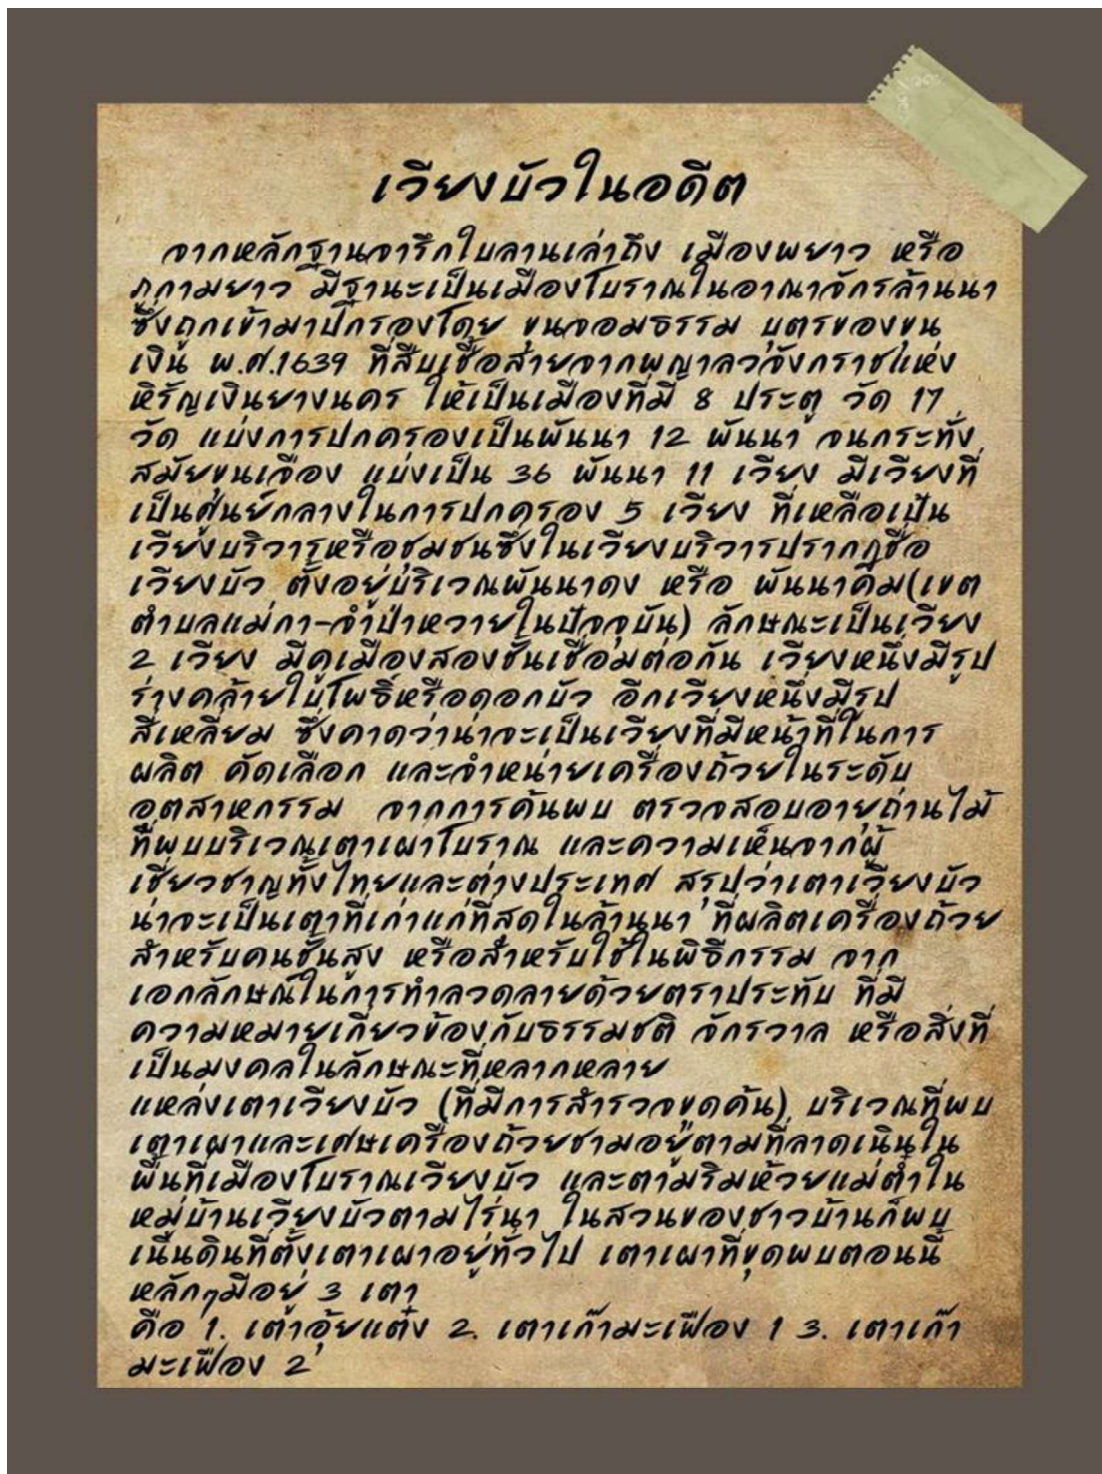 เวียงบัวในอดีต
จากหลักฐานจารึกใบลานเล่าถึง เมืองพยาว หรือ
ภูกามยาว มีฐานะเป็นเมืองโบราณในอาณาจักรล้านนา
ซึ่งถูกเข้ามาปกรองโดย ขุนจอมธรรม บุตรของขุน
เงิน พ.ศ.1639 ที่สืบเชื้อสายจากพญาลวจังกราชแห่ง
หิรัญเงินยางนคร ให้เป็นเมืองที่มี 8 ประตู วัด 17
วัด แบ่งการปกครองเป็นพันนา 12 พันนา จนกระทั่ง
สมัยขุนเจือง แบ่งเป็น 36 พันนา 11 เวียง มีเวียงที่
เป็นศูนย์กลางในการปกครอง 5 เวียง ที่เหลือเป็น
เวียงบริวารหรือชุมชนซึ่งในเวียงบริวารปรากฏชื่อ
เวียงบัว ตั้งอยู่บริเวณพันนาดง หรือ พันนาคิม(เขต
ตำบลแม่กา-จำป่าหวายในปัจจุบัน) ลักษณะเป็นเวียง
2 เวียง มีคูเมืองสองชั้นเชื่อมต่อกัน เวียงหนึ่งมีรูป
ร่างคล้ายใบโพธิ์หรือดอกบัว อีกเวียงหนึ่งมีรูป
สี่เหลี่ยม ซึ่งคาดว่าน่าจะเป็นเวียงที่มีหน้าที่ในการ
ผลิต คัดเลือก และจำหน่ายเครื่องถ้วยในระดับ
อุตสาหกรรม จากการค้นพบ ตรวจสอบอายุถ่านไม้
ที่พบบริเวณเตาเผาโบราณ และความเห็นจากผู้
เชี่ยวชาญทั้งไทยและต่างประเทศ สรุปว่าเตาเวียงบัว
น่าจะเป็นเตาที่เก่าแก่ที่สุดในล้านนา ที่ผลิตเครื่องถ้วย
สำหรับคนชั้นสูง หรือสำหรับใช้ในพิธีกรรม จาก
เอกลักษณ์ในการทำลวดลายด้วยตราประทับ ที่มี
ความหมายเกี่ยวข้องกับธรรมชติ จักรวาล หรือสิ่งที่
เป็นมงคลในลักษณะที่หลากหลาย
แหล่งเตาเวียงบัว (ที่มีการสำรวจขุดค้น) บริเวณที่พบ
เตาเผาและเศษเครื่องถ้วยชามอยู่ตามที่ลาดเนินใน
พื้นที่เมืองโบราณเวียงบัว และตามริมห้วยแม่ต๋ำใน
หมู่บ้านเวียงบัวตามไร่นา ในสวนของชาวบ้านก็พบ
เนินดินที่ตั้งเตาเผาอยู่ทั่วไป เตาเผาที่ขุดพบตอนนี้
หลักๆมีอยู่ 3 เตา
คือ 1. เต๋าอุ้ยแต๋ง 2. เตาเก๊ามะเฟือง 1 3. เตาเก๊า
มะเฟือง 2